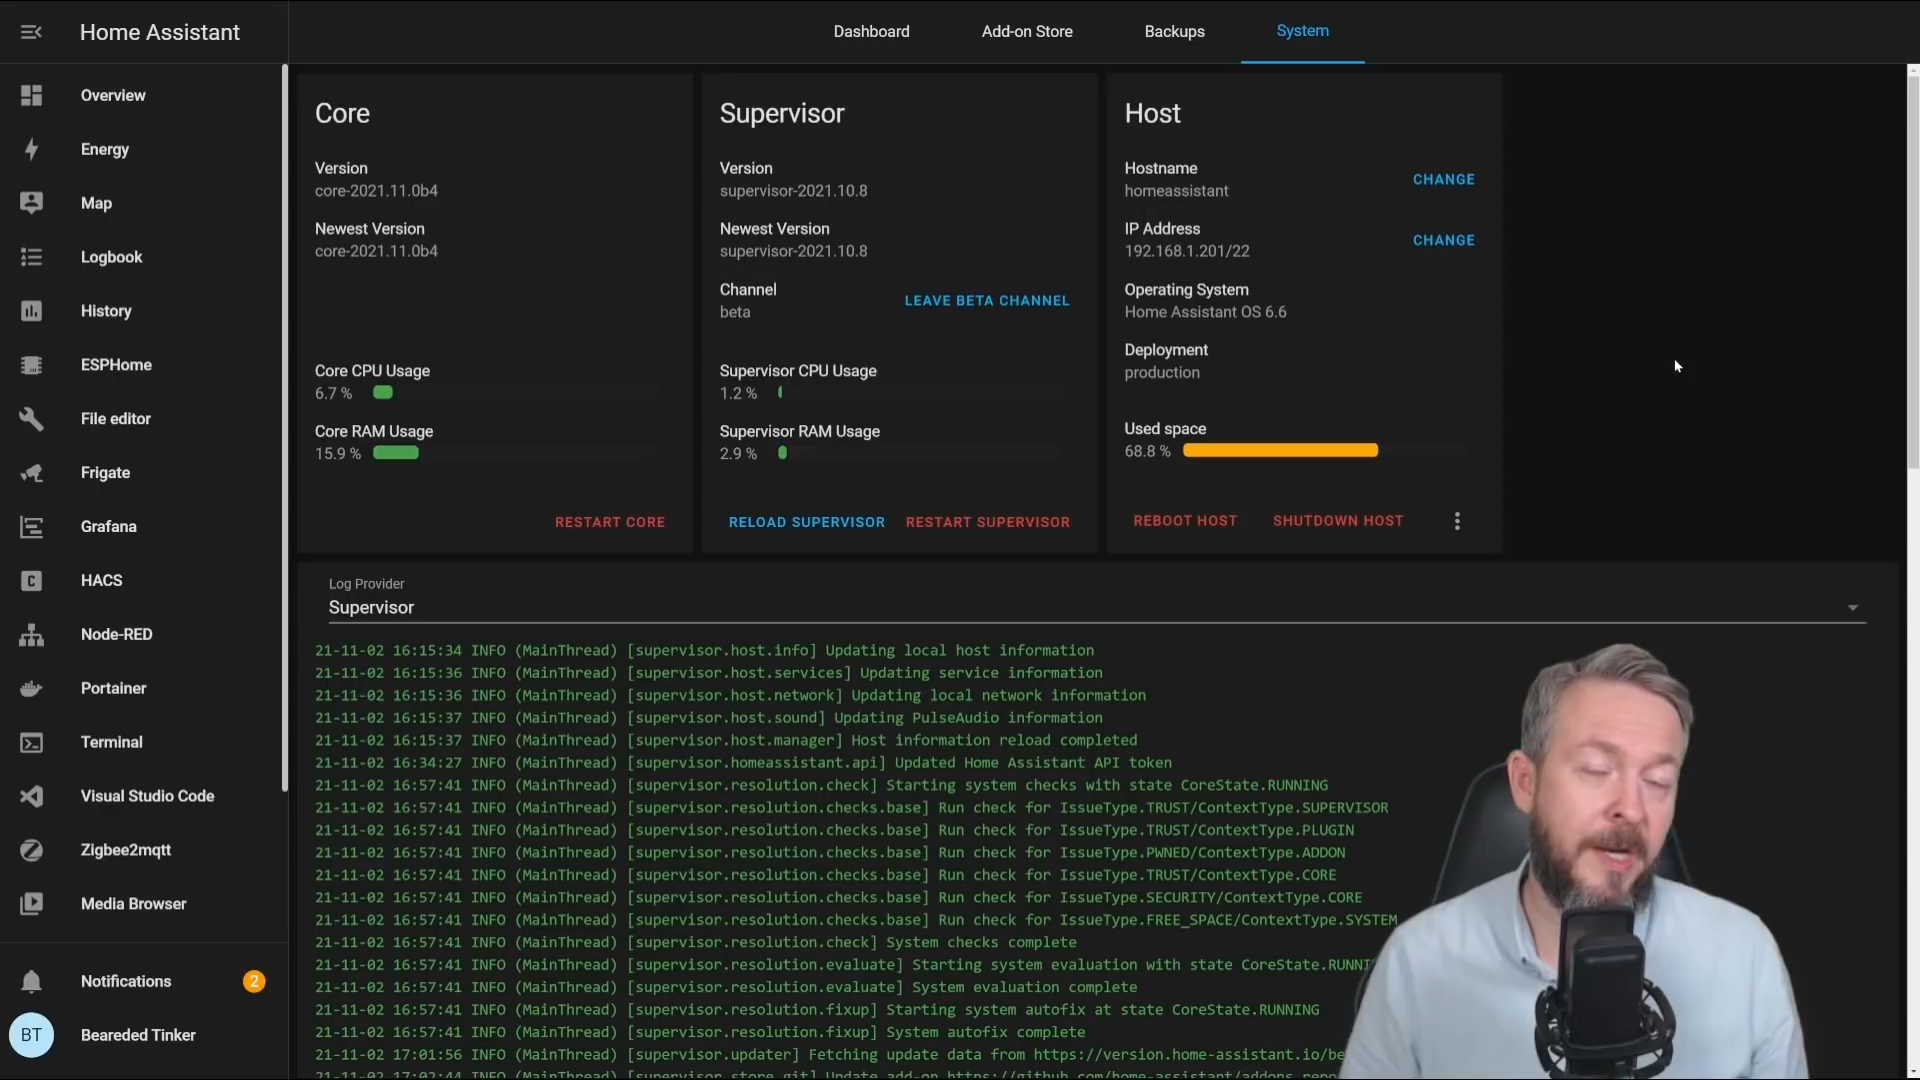 Home Assistant
Dashboard
Add-on Store
Backups
System
Overview
Energy
Map
Logbook
History
ESPHome
File editor
Frigate
Grafana
HACS
Node-RED
Portainer
Terminal
Visual Studio Code
Zigbee2mqtt
Media Browser
Notifications
2
BT
Beareded Tinker
Core
Version
core-2021.11.0b4
Newest Version
core-2021.11.0b4
Core CPU Usage
6.7 %
Core RAM Usage
15.9 %
RESTART CORE
Supervisor
Version
supervisor-2021.10.8
Newest Version
supervisor-2021.10.8
Channel
beta
LEAVE BETA CHANNEL
Supervisor CPU Usage
1.2 %
Supervisor RAM Usage
2.9 %
RELOAD SUPERVISOR
RESTART SUPERVISOR
Host
Hostname
homeassistant
CHANGE
IP Address
192.168.1.201/22
CHANGE
Operating System
Home Assistant OS 6.6
Deployment
production
Used space
68.8 %
REBOOT HOST
SHUTDOWN HOST
Log Provider
Supervisor
21-11-02 16:15:34 INFO (MainThread) [supervisor.host.info] Updating local host information
21-11-02 16:15:36 INFO (MainThread) [supervisor.host.services] Updating service information
21-11-02 16:15:36 INFO (MainThread) [supervisor.host.network] Updating local network information
21-11-02 16:15:37 INFO (MainThread) [supervisor.host.sound] Updating PulseAudio information
21-11-02 16:15:37 INFO (MainThread) [supervisor.host.manager] Host information reload completed
21-11-02 16:34:27 INFO (MainThread) [supervisor.homeassistant.api] Updated Home Assistant API token
21-11-02 16:57:41 INFO (MainThread) [supervisor.resolution.check] Starting system checks with state CoreState.RUNNING
21-11-02 16:57:41 INFO (MainThread) [supervisor.resolution.checks.base] Run check for IssueType.TRUST/ContextType.SUPERVISOR
21-11-02 16:57:41 INFO (MainThread) [supervisor.resolution.checks.base] Run check for IssueType.TRUST/ContextType.PLUGIN
21-11-02 16:57:41 INFO (MainThread) [supervisor.resolution.checks.base] Run check for IssueType.PWNED/ContextType.ADDON
21-11-02 16:57:41 INFO (MainThread) [supervisor.resolution.checks.base] Run check for IssueType.TRUST/ContextType.CORE
21-11-02 16:57:41 INFO (MainThread) [supervisor.resolution.checks.base] Run check for IssueType.SECURITY/ContextType.CORE
21-11-02 16:57:41 INFO (MainThread) [supervisor.resolution.checks.base] Run check for IssueType.FREE_SPACE/ContextType.SYSTEM
21-11-02 16:57:41 INFO (MainThread) [supervisor.resolution.check] System checks complete
21-11-02 16:57:41 INFO (MainThread) [supervisor.resolution.evaluate] Starting system evaluation with state CoreState.RUNNI
21-11-02 16:57:41 INFO (MainThread) [supervisor.resolution.evaluate] System evaluation complete
21-11-02 16:57:41 INFO (MainThread) [supervisor.resolution.fixup] Starting system autofix at state CoreState.RUNNING
21-11-02 16:57:41 INFO (MainThread) [supervisor.resolution.fixup] System autofix complete
21-11-02 17:01:56 INFO (MainThread) [supervisor.updater] Fetching update data from https://version.home-assistant.io/be
21-11-02 17:02:44 INFO (MainThread) [supervisor.store.git] Update add-on https://github.com/home-assistant/addons repo